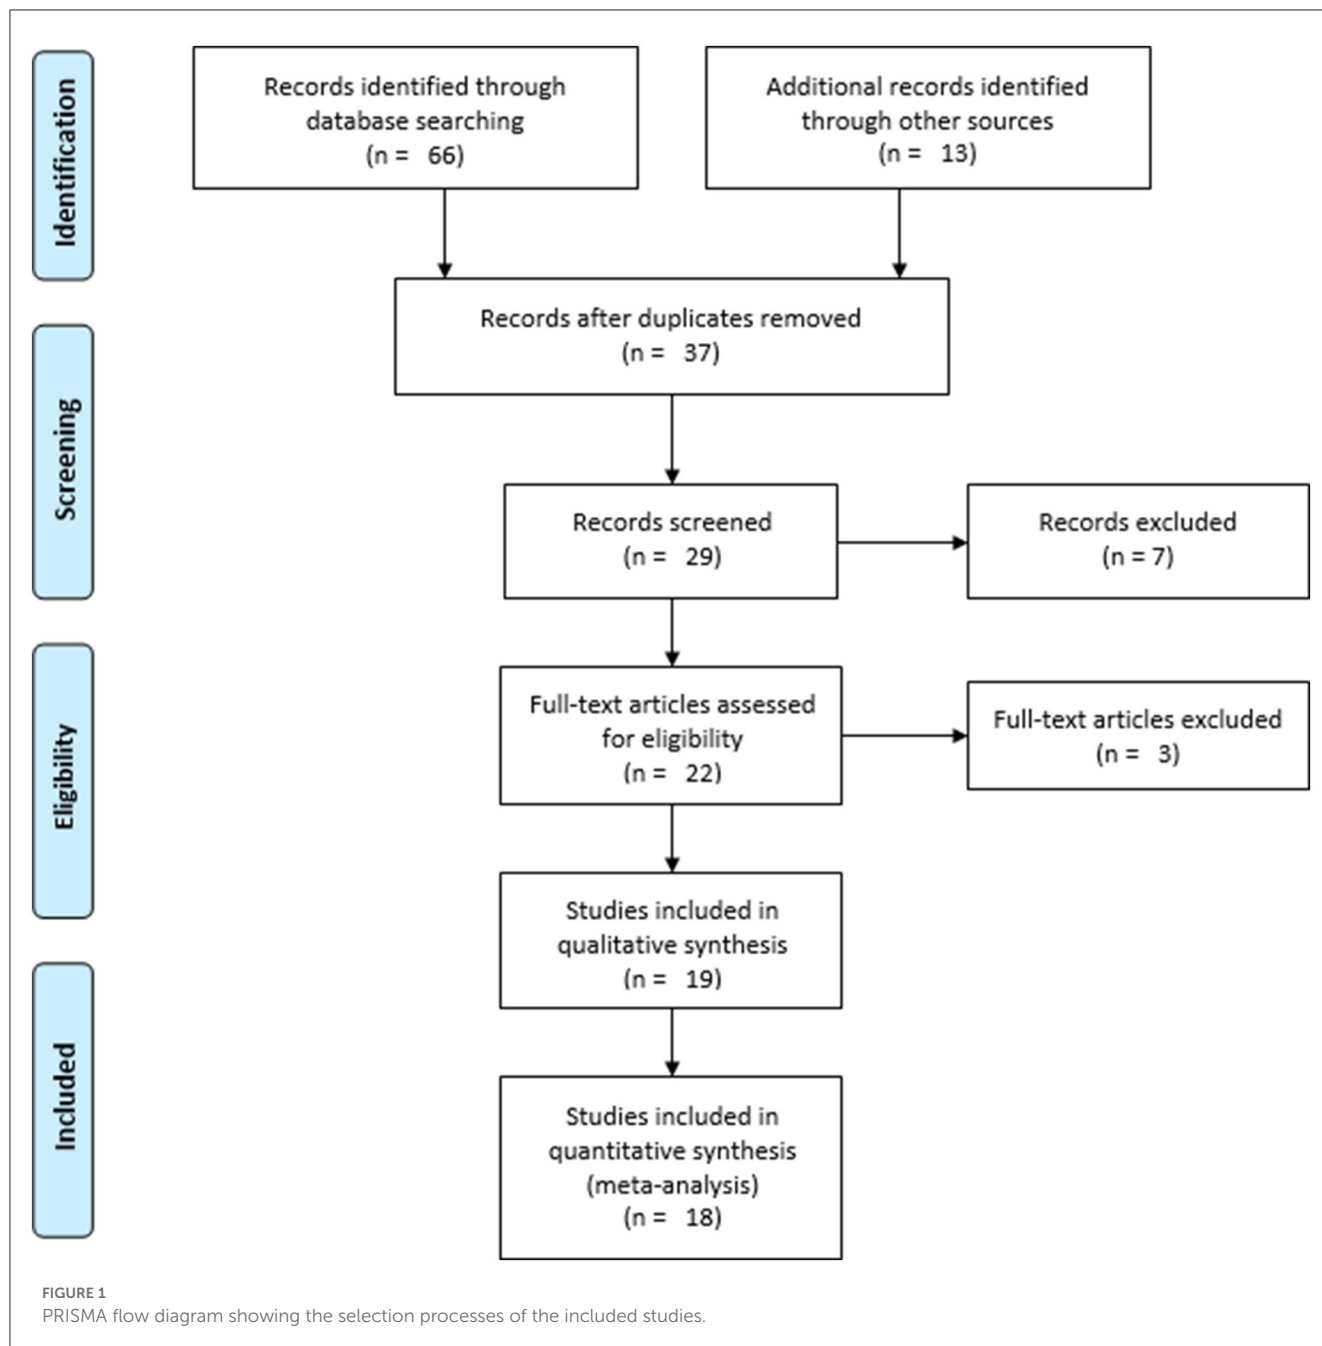 Identification
Records identified through
database searching
(n = 66)
Additional records identified
through other sources
(n = 13)
Records after duplicates removed
(n = 37)
Screening
Records screened
(n = 29)
Records excluded
(n = 7)
Eligibility
Full-text articles assessed
for eligibility
(n = 22)
Full-text articles excluded
(n = 3)
Studies included in
qualitative synthesis
(n = 19)
Included
Studies included in
quantitative synthesis
(meta-analysis)
(n = 18)
FIGURE 1
PRISMA flow diagram showing the selection processes of the included studies.